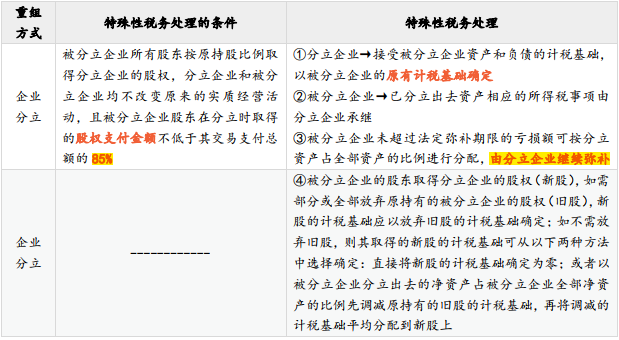 重组
方式
特殊性税务处理的条件
特殊性税务处理
企业
分立
被分立企业所有股东按原持股比例取
得分立企业的股权，分立企业和被分
立企业均不改变原来的实质经营活
动，且被分立企业股东在分立时取得
的股权支付金额不低于其交易支付总
额的 85%
①分立企业→接受被分立企业资产和负债的计税基础，
以被分立企业的原有计税基础确定
②被分立企业→已分立出去资产相应的所得税事项由
分立企业承继
③被分立企业未超过法定弥补期限的亏损额可按分立
资产占全部资产的比例进行分配，由分立企业继续弥补
企业
分立
------------
④被分立企业的股东取得分立企业的股权（新股），如需
部分或全部放弃原持有的被分立企业的股权（旧股），新
股的计税基础应以放弃旧股的计税基础确定；如不需放
弃旧股，则其取得的新股的计税基础可从以下两种方法
中选择确定：直接将新股的计税基础确定为零；或者以
被分立企业分立出去的净资产占被分立企业全部净资
产的比例先调减原持有的旧股的计税基础，再将调减的
计税基础平均分配到新股上